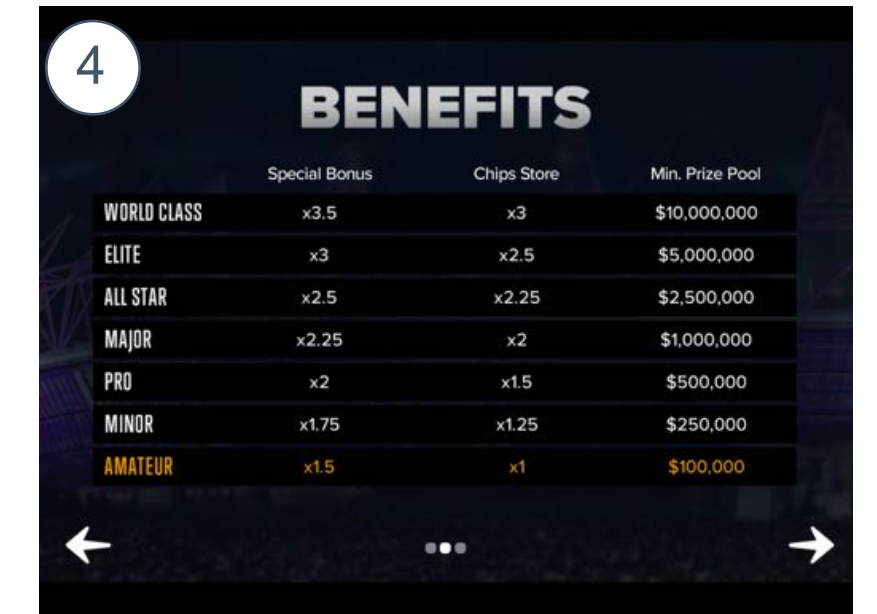 4
BENEFITS
Special Bonus Chips Store Min. Prize Pool
WORLD CLASS x3.5 x3 $10,000,000
ELITE x3 x2.5 $5,000,000
ALL STAR x2.5 x2.25 $2,500,000
MAJOR x2.25 x2 $1,000,000
PRO x2 x1.5 $500,000
MINOR x1.75 x1.25 $250,000
AMATEUR x1.5 x1 $100,000